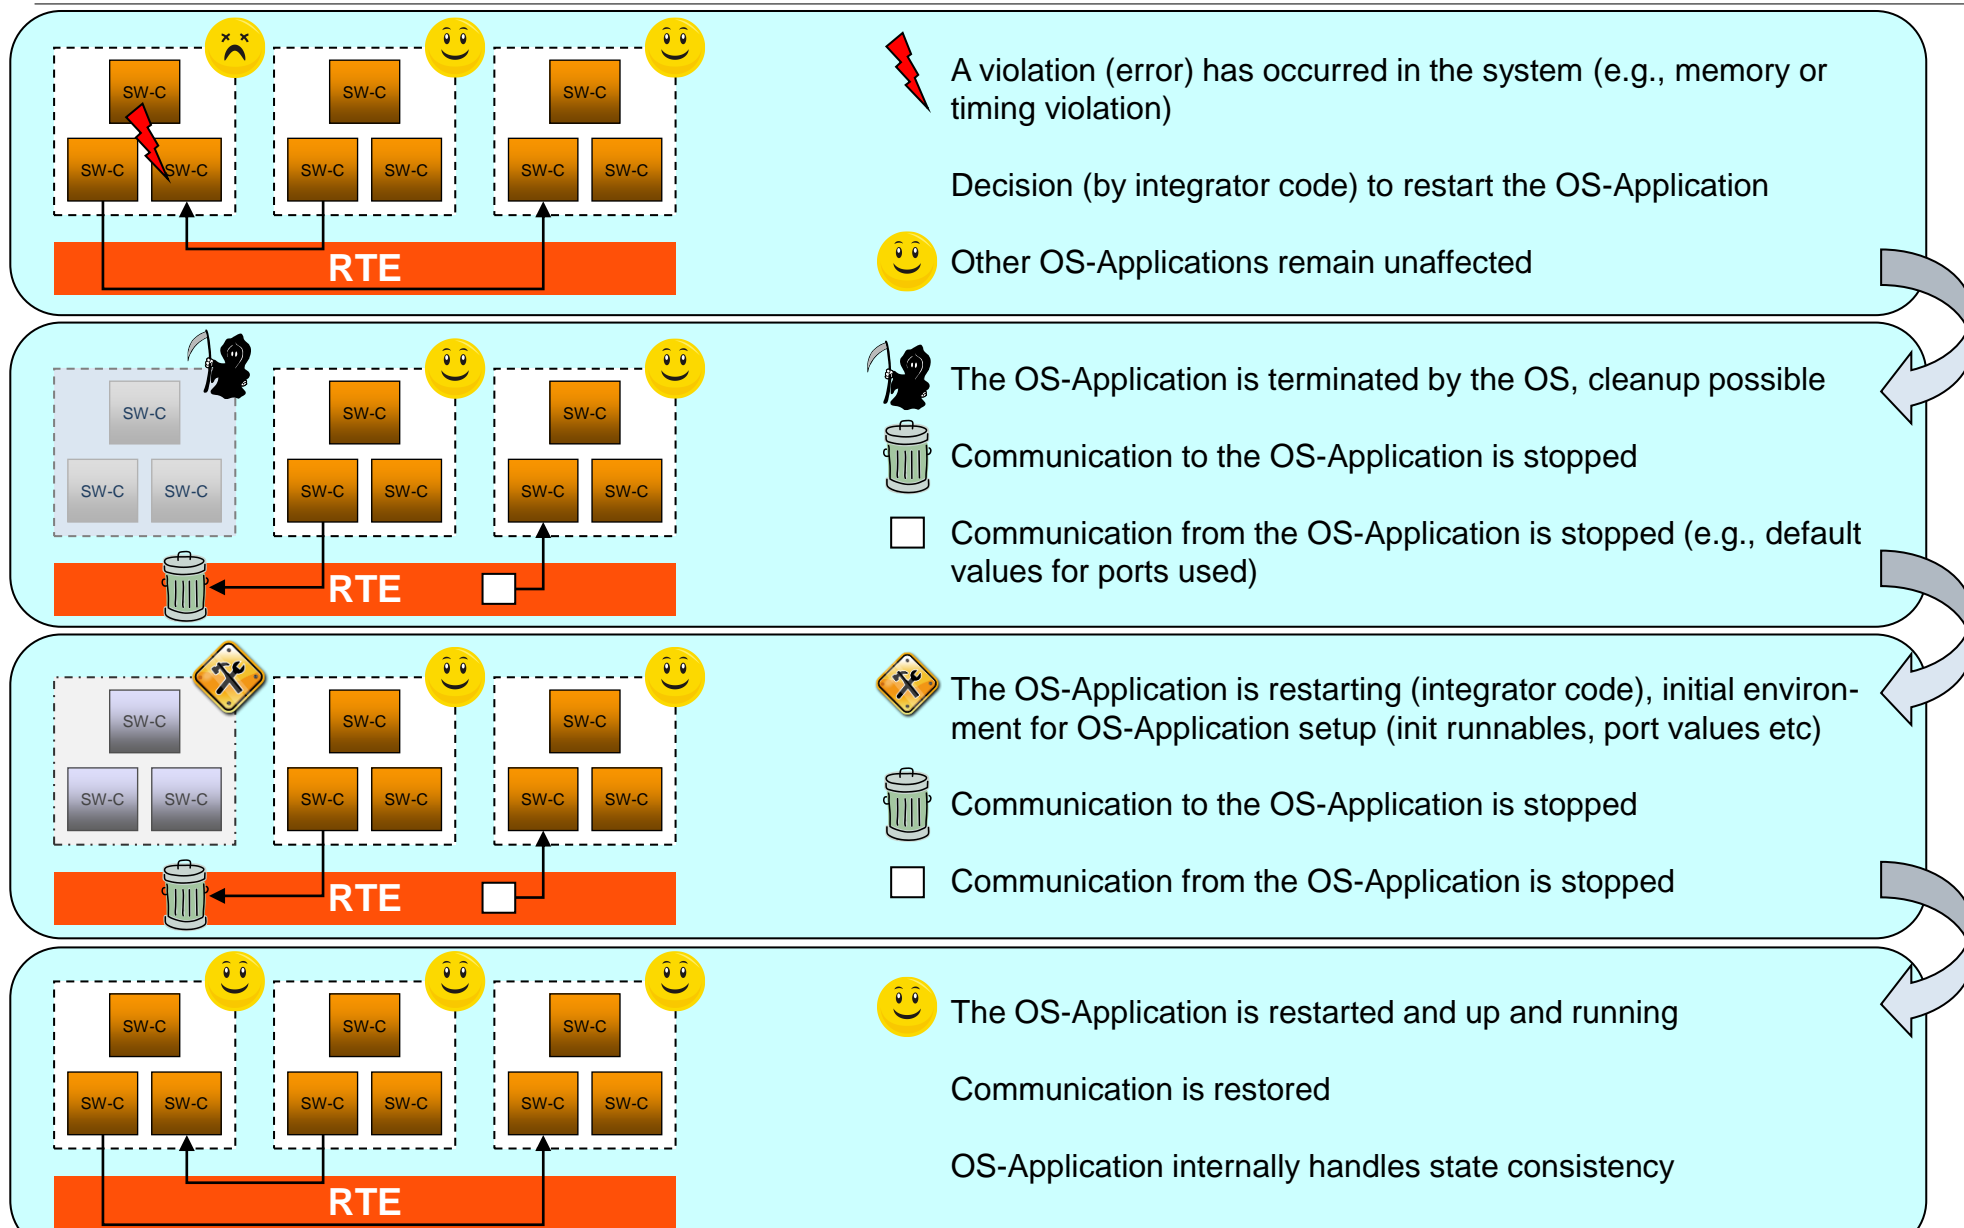 SW-C
SW-C
SW-C
SW-C
SW-C
SW-C
SW-C
SW-C
SW-C
RTE
A violation (error) has occurred in the system (e.g., memory or
timing violation)
Decision (by integrator code) to restart the OS-Application
Other OS-Applications remain unaffected
SW-C
SW-C
SW-C
SW-C
SW-C
SW-C
SW-C
SW-C
SW-C
RTE
The OS-Application is terminated by the OS, cleanup possible
Communication to the OS-Application is stopped
Communication from the OS-Application is stopped (e.g., default
values for ports used)
SW-C
SW-C
SW-C
SW-C
SW-C
SW-C
SW-C
SW-C
SW-C
RTE
The OS-Application is restarting (integrator code), initial environ-
ment for OS-Application setup (init runnables, port values etc)
Communication to the OS-Application is stopped
Communication from the OS-Application is stopped
SW-C
SW-C
SW-C
SW-C
SW-C
SW-C
SW-C
SW-C
SW-C
RTE
The OS-Application is restarted and up and running
Communication is restored
OS-Application internally handles state consistency